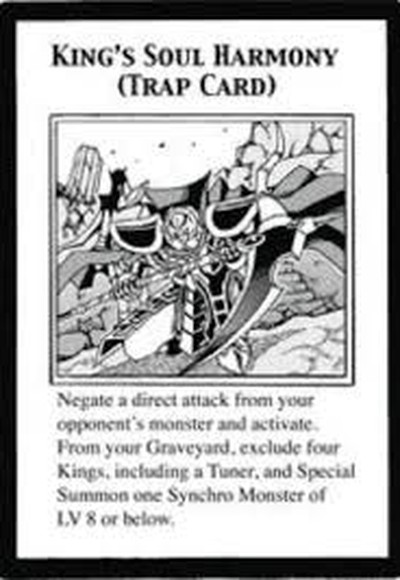 KING'S SOUL HARMONY
(TRAP CARD)
Negate a direct attack from your
opponent's monster and activate.
From your Graveyard, exclude four
Kings, including a Tuner, and Special
Summon one Synchro Monster of
LV 8 or below.